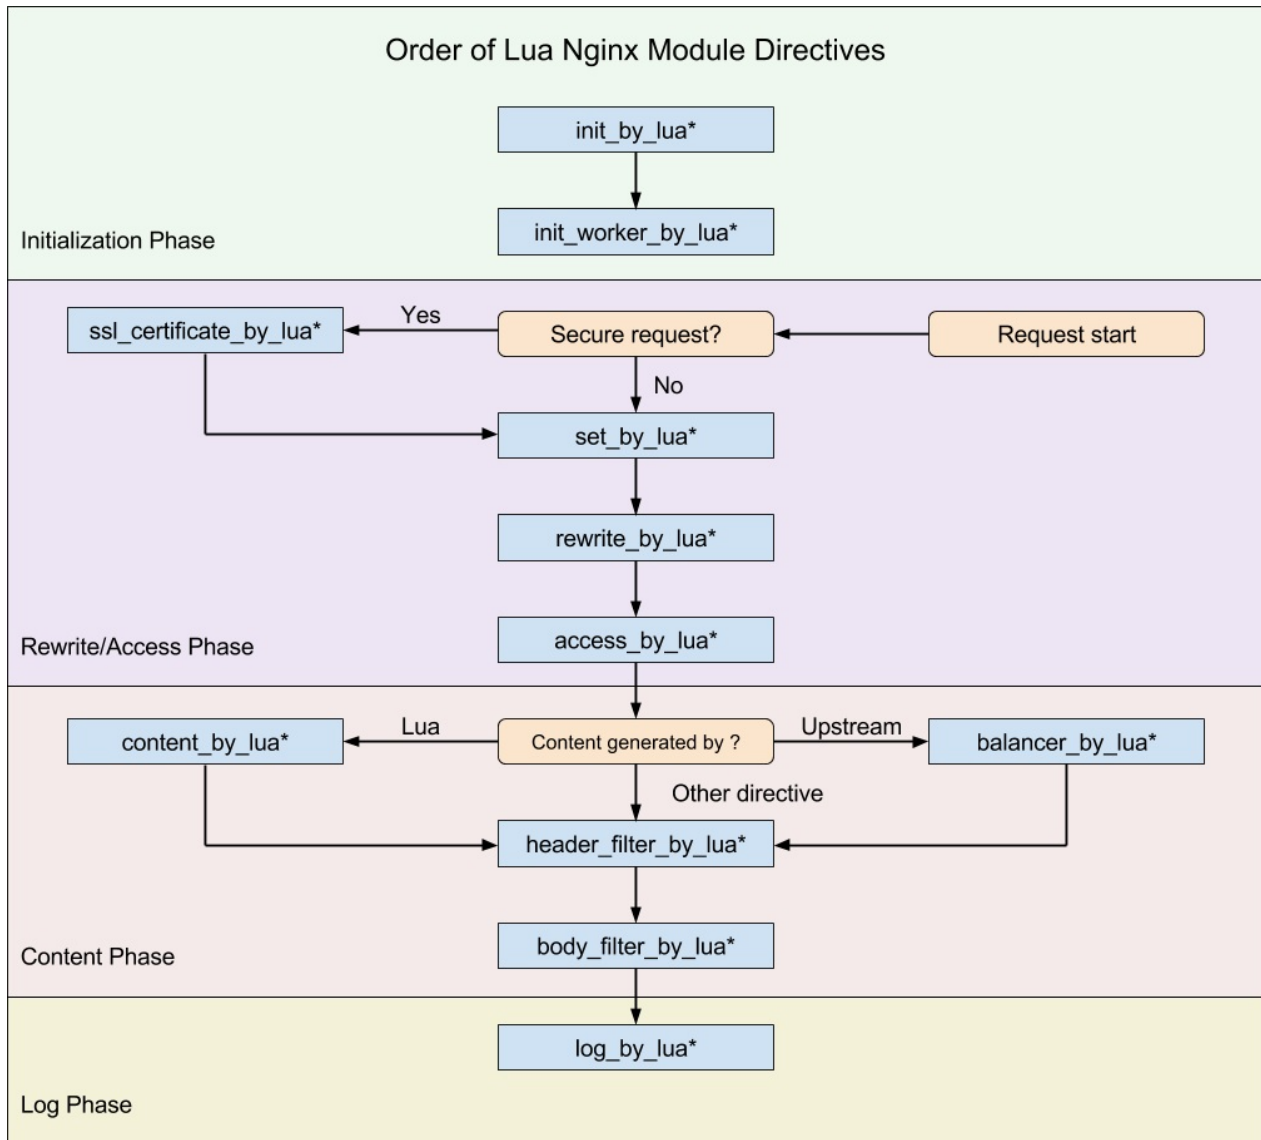 Order of Lua Nginx Module Directives
init_by_lua*
init_worker_by_lua*
Initialization Phase
ssl_certificate_by_lua*
Yes
Secure request?
Request start
No
set_by_lua*
rewrite_by_lua*
access_by_lua*
Rewrite/Access Phase
content_by_lua*
Lua
Content generated by ?
Upstream
balancer_by_lua*
Other directive
header_filter_by_lua*
body_filter_by_lua*
Content Phase
log_by_lua*
Log Phase